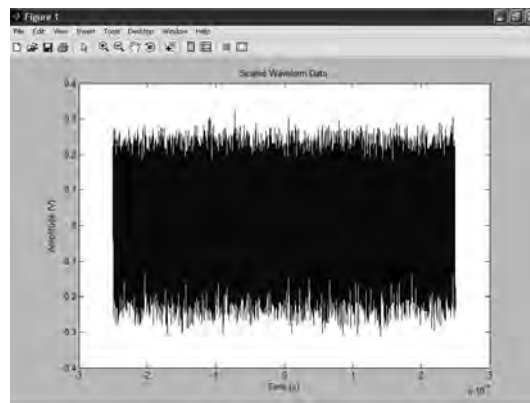 Figure 1
File Edit View Insert Tools Desktop Window Help
Scaled Waveform Data
0.4
0.3
0.2
0.1
0
-0.1
-0.2
-0.3
-0.4
Amplitude (V)
-3 -2 -1 0 1 2 3
Time (s)